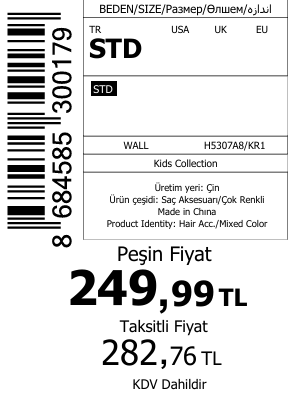 BEDEN/SIZE/Размер/Өлшем/اندازه
TR USA UK EU
STD
STD
WALL H5307A8/KR1
Kids Collection
Üretim yeri: Çin
Ürün çeşidi: Saç Aksesuarı/Çok Renkli
Made in Chına
Product Identity: Hair Acc./Mixed Color
8 684585 300179
Peşin Fiyat
249,99 TL
Taksitli Fiyat
282,76 TL
KDV Dahildir